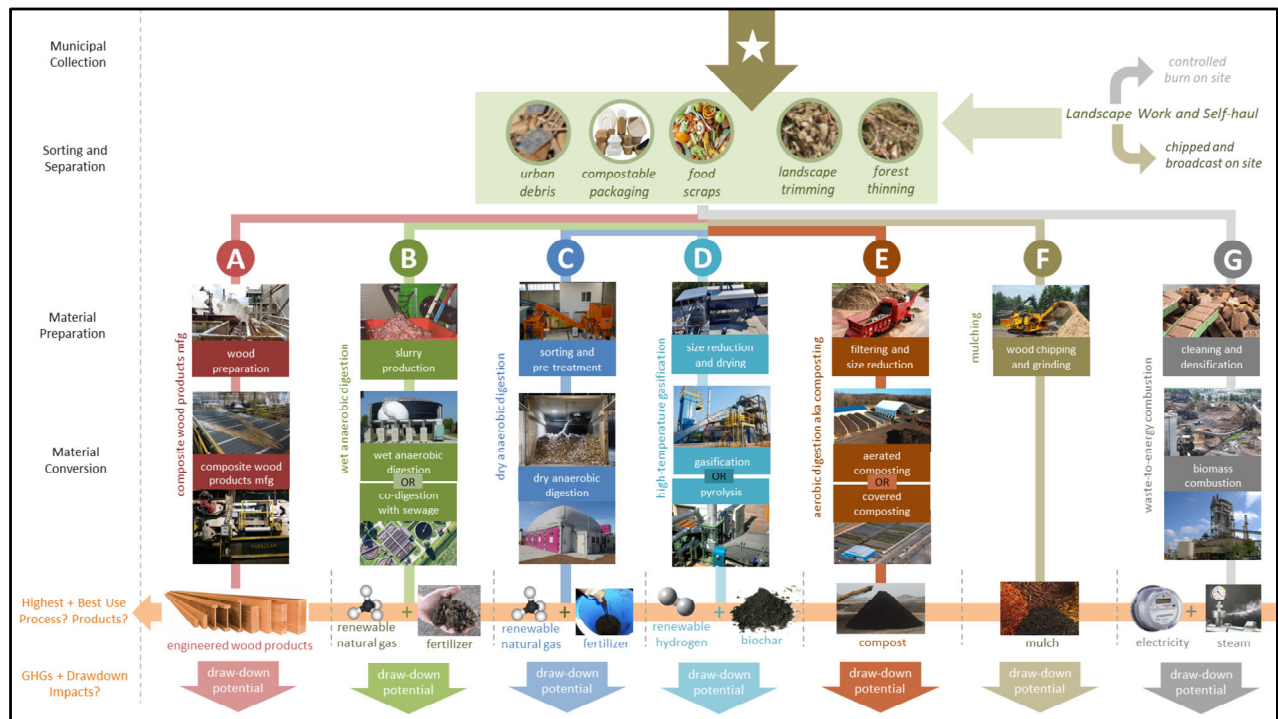 Municipal
Collection
controlled
burn on site
Landscape Work and Self-haul
chipped and
broadcast on site
Sorting and
Separation
urban
debris
compostable
packaging
food
scraps
landscape
trimming
forest
thinning
A
B
C
D
E
F
G
Material
Preparation
composite wood products mfg
wood
preparation
wet anaerobic digestion
slurry
production
dry anaerobic digestion
sorting and
pre-treatment
high-temperature gasification
size reduction
and drying
aerobic digestion aka composting
filtering and
size reduction
mulching
wood chipping
and grinding
waste-to-energy combustion
cleaning and
densification
Material
Conversion
composite wood
products mfg
wet anaerobic
digestion
OR
co-digestion
with sewage
dry anaerobic
digestion
gasification
OR
pyrolysis
aerated
composting
OR
covered
composting
biomass
combustion
Highest + Best Use
Process? Products?
engineered wood products
renewable
natural gas
+
fertilizer
renewable
natural gas
+
fertilizer
renewable
hydrogen
+
biochar
compost
mulch
electricity
+
steam
GHGs + Drawdown
Impacts?
draw-down
potential
draw-down
potential
draw-down
potential
draw-down
potential
draw-down
potential
draw-down
potential
draw-down
potential